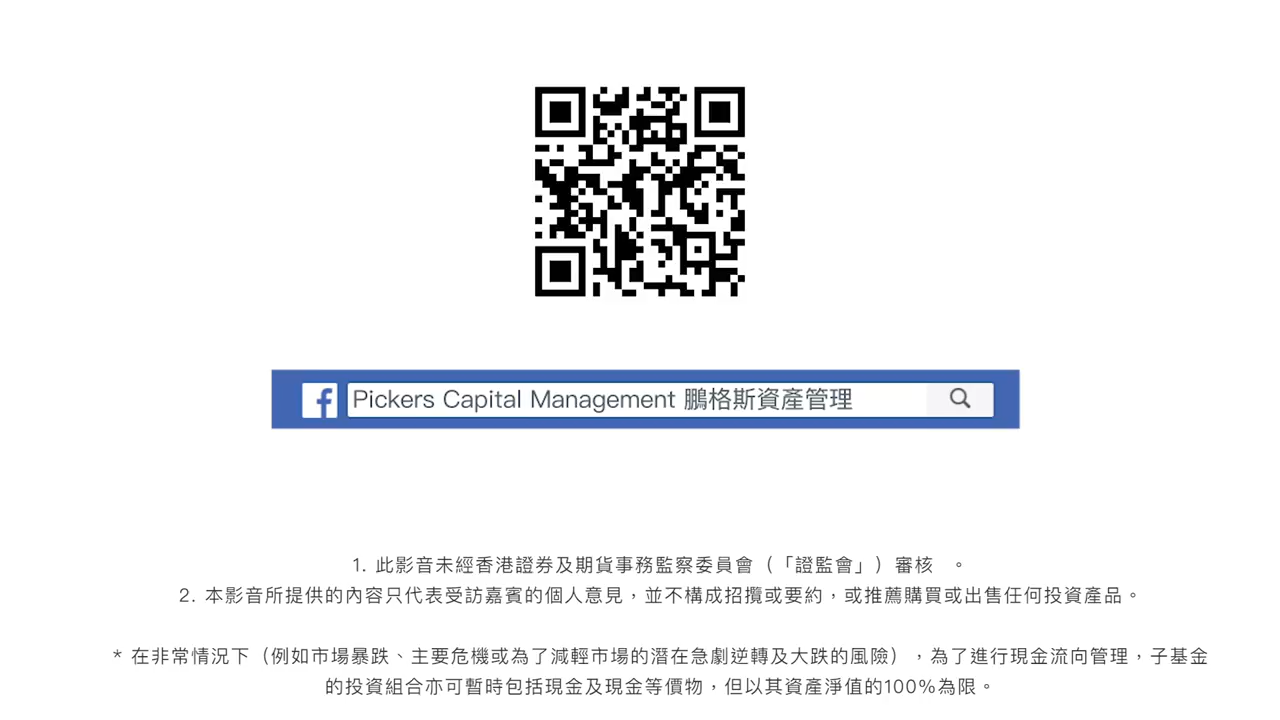 f Pickers Capital Management 鵬格斯資產管理
1. 此影音未經香港證券及期貨事務監察委員會（「證監會」）審核 。
2. 本影音所提供的內容只代表受訪嘉賓的個人意見，並不構成招攬或要約，或推薦購買或出售任何投資產品。
* 在非常情況下（例如市場暴跌、主要危機或為了減輕市場的潛在急劇逆轉及大跌的風險），為了進行現金流向管理，子基金
的投資組合亦可暫時包括現金及現金等價物，但以其資產淨值的100%為限。